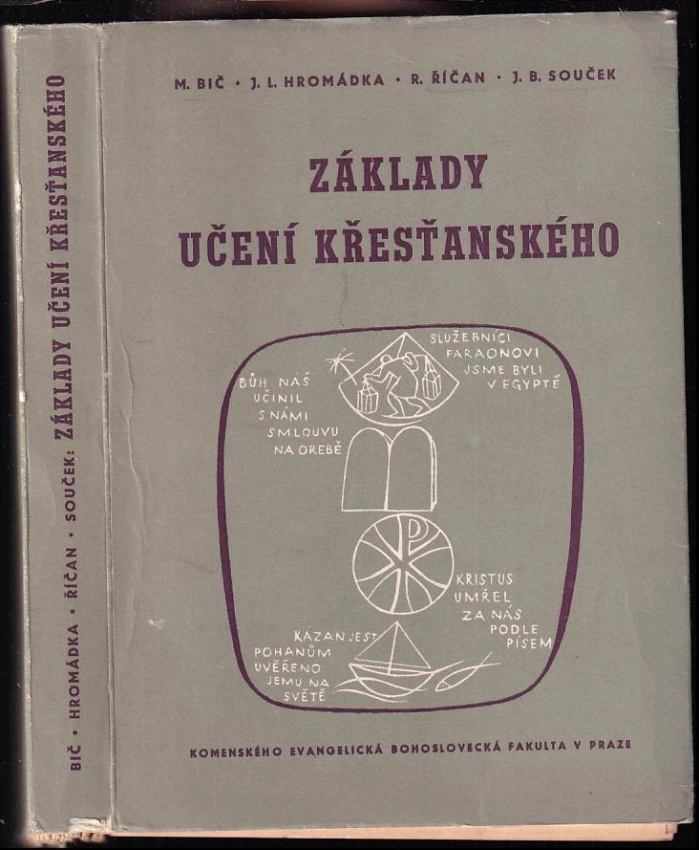 BIČ · HROMÁDKA · ŘÍČAN · SOUČEK: ZÁKLADY UČENÍ KŘESŤANSKÉHO
M. BIČ · J. L. HROMÁDKA · R. ŘÍČAN · J. B. SOUČEK
ZÁKLADY
UČENÍ KŘESŤANSKÉHO
SLUŽEBNÍCI
FARAONOVI
JSME BYLI
V EGYPTĚ
BŮH NÁŠ
UČINIL
S NÁMI
SMLOUVU
NA OREBĚ
KRISTUS
UMŘEL
ZA NÁS
PODLE
PÍSEM
KÁZAN JEST
POHANŮM
UVĚŘENO
JEMU NA
SVĚTĚ
KOMENSKÉHO EVANGELICKÁ BOHOSLOVECKÁ FAKULTA V PRAZE